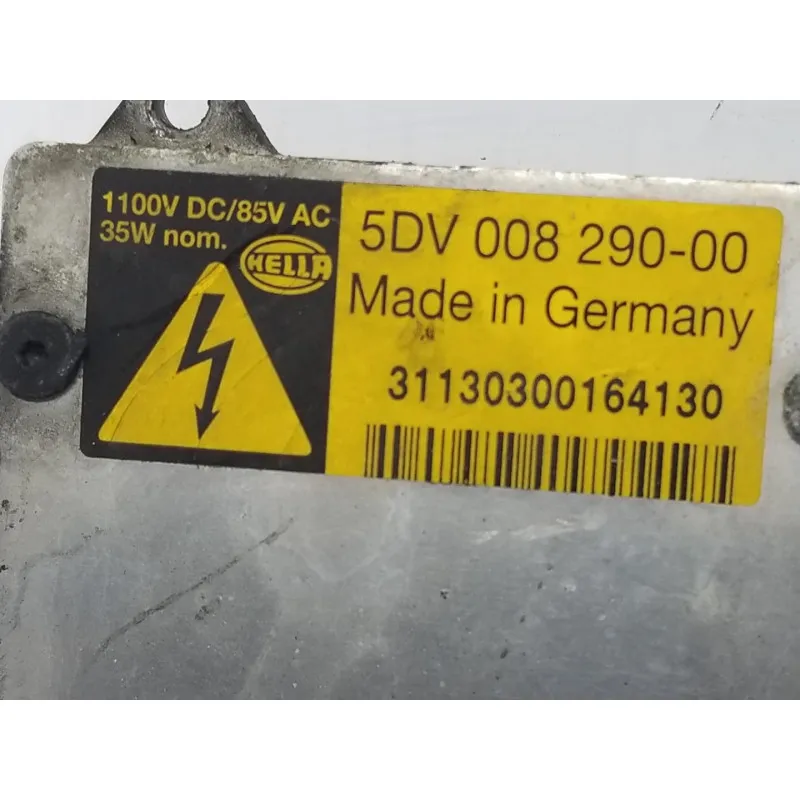 1100V DC/85V AC
35W nom.
HELLA
5DV 008 290-00
Made in Germany
31130300164130